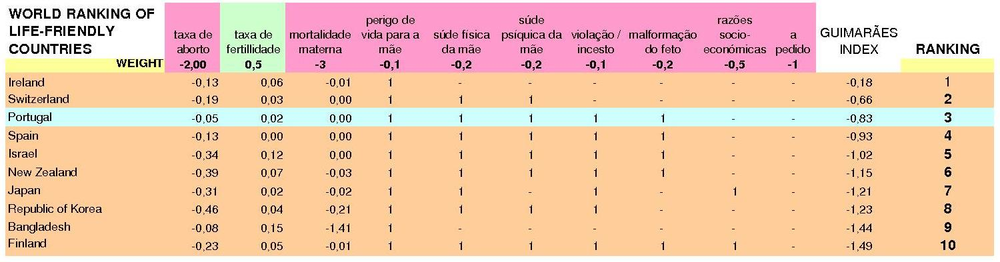 WORLD RANKING OF LIFE-FRIENDLY COUNTRIES taxa de aborto taxa de fertillidade mortalidade materna perigo de vida para a mãe súde física da mãe súde psíquica da mãe violação / incesto malformação do feto razões socio-económicas a pedido GUIMARÃES INDEX RANKING
WEIGHT -2,00 0,5 -3 -0,1 -0,2 -0,2 -0,1 -0,2 -0,5 -1
Ireland -0,13 0,06 -0,01 1 - - - - - - -0,18 1
Switzerland -0,19 0,03 0,00 1 1 1 - - - - -0,66 2
Portugal -0,05 0,02 0,00 1 1 1 1 1 - - -0,83 3
Spain -0,13 0,00 0,00 1 1 1 1 1 - - -0,93 4
Israel -0,34 0,12 0,00 1 1 1 1 1 - - -1,02 5
New Zealand -0,39 0,07 -0,03 1 1 1 1 1 - - -1,15 6
Japan -0,31 0,02 -0,02 1 1 - 1 - 1 - -1,21 7
Republic of Korea -0,46 0,04 -0,21 1 1 1 1 - - - -1,23 8
Bangladesh -0,08 0,15 -1,41 1 - - - - - - -1,44 9
Finland -0,23 0,05 -0,01 1 1 1 1 1 1 - -1,49 10